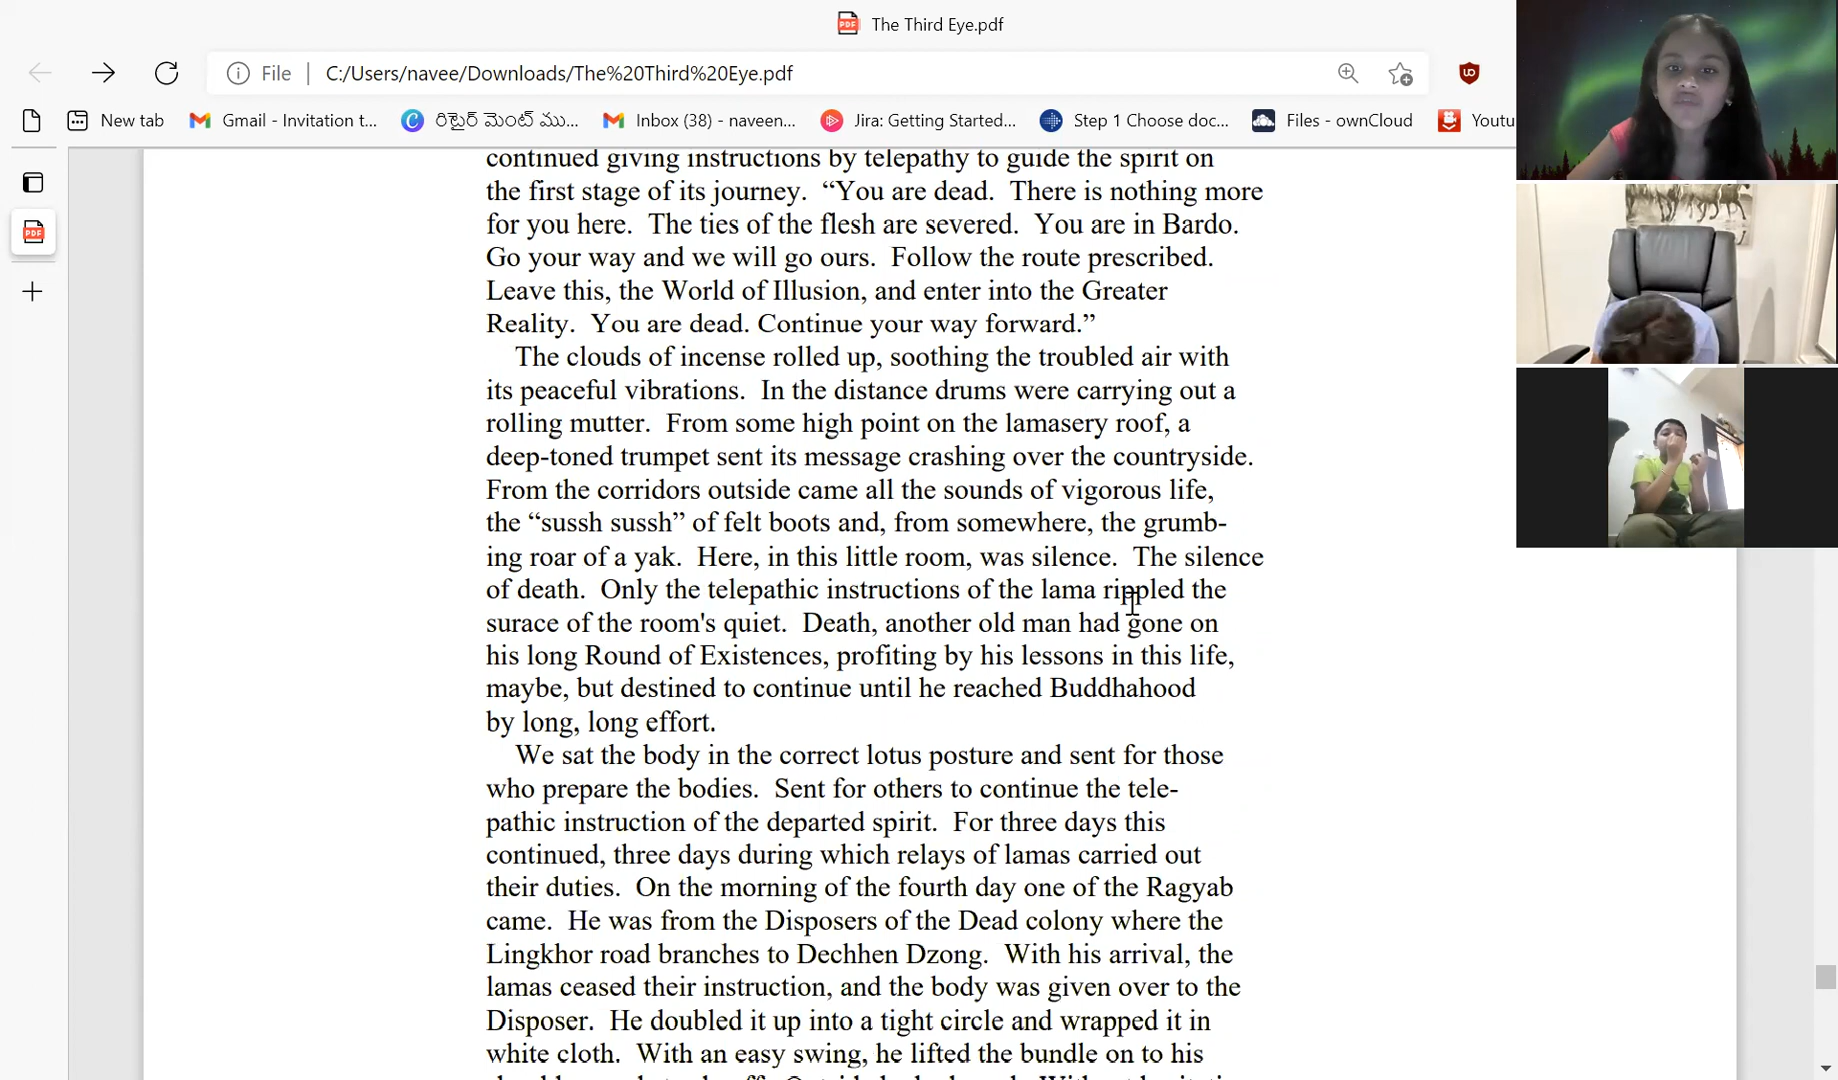 The Third Eye.pdf
File | C:/Users/navee/Downloads/The%20Third%20Eye.pdf
New tab Gmail - Invitation t... రిటైర్ మెంట్ ము... Inbox (38) - naveen... Jira: Getting Started... Step 1 Choose doc... Files - ownCloud Youtu
continued giving instructions by telepathy to guide the spirit on
the first stage of its journey. “You are dead. There is nothing more
for you here. The ties of the flesh are severed. You are in Bardo.
Go your way and we will go ours. Follow the route prescribed.
Leave this, the World of Illusion, and enter into the Greater
Reality. You are dead. Continue your way forward.”
The clouds of incense rolled up, soothing the troubled air with
its peaceful vibrations. In the distance drums were carrying out a
rolling mutter. From some high point on the lamasery roof, a
deep-toned trumpet sent its message crashing over the countryside.
From the corridors outside came all the sounds of vigorous life,
the “sussh sussh” of felt boots and, from somewhere, the grumb-
ing roar of a yak. Here, in this little room, was silence. The silence
of death. Only the telepathic instructions of the lama rippled the
surace of the room's quiet. Death, another old man had gone on
his long Round of Existences, profiting by his lessons in this life,
maybe, but destined to continue until he reached Buddhahood
by long, long effort.
We sat the body in the correct lotus posture and sent for those
who prepare the bodies. Sent for others to continue the tele-
pathic instruction of the departed spirit. For three days this
continued, three days during which relays of lamas carried out
their duties. On the morning of the fourth day one of the Ragyab
came. He was from the Disposers of the Dead colony where the
Lingkhor road branches to Dechhen Dzong. With his arrival, the
lamas ceased their instruction, and the body was given over to the
Disposer. He doubled it up into a tight circle and wrapped it in
white cloth. With an easy swing, he lifted the bundle on to his